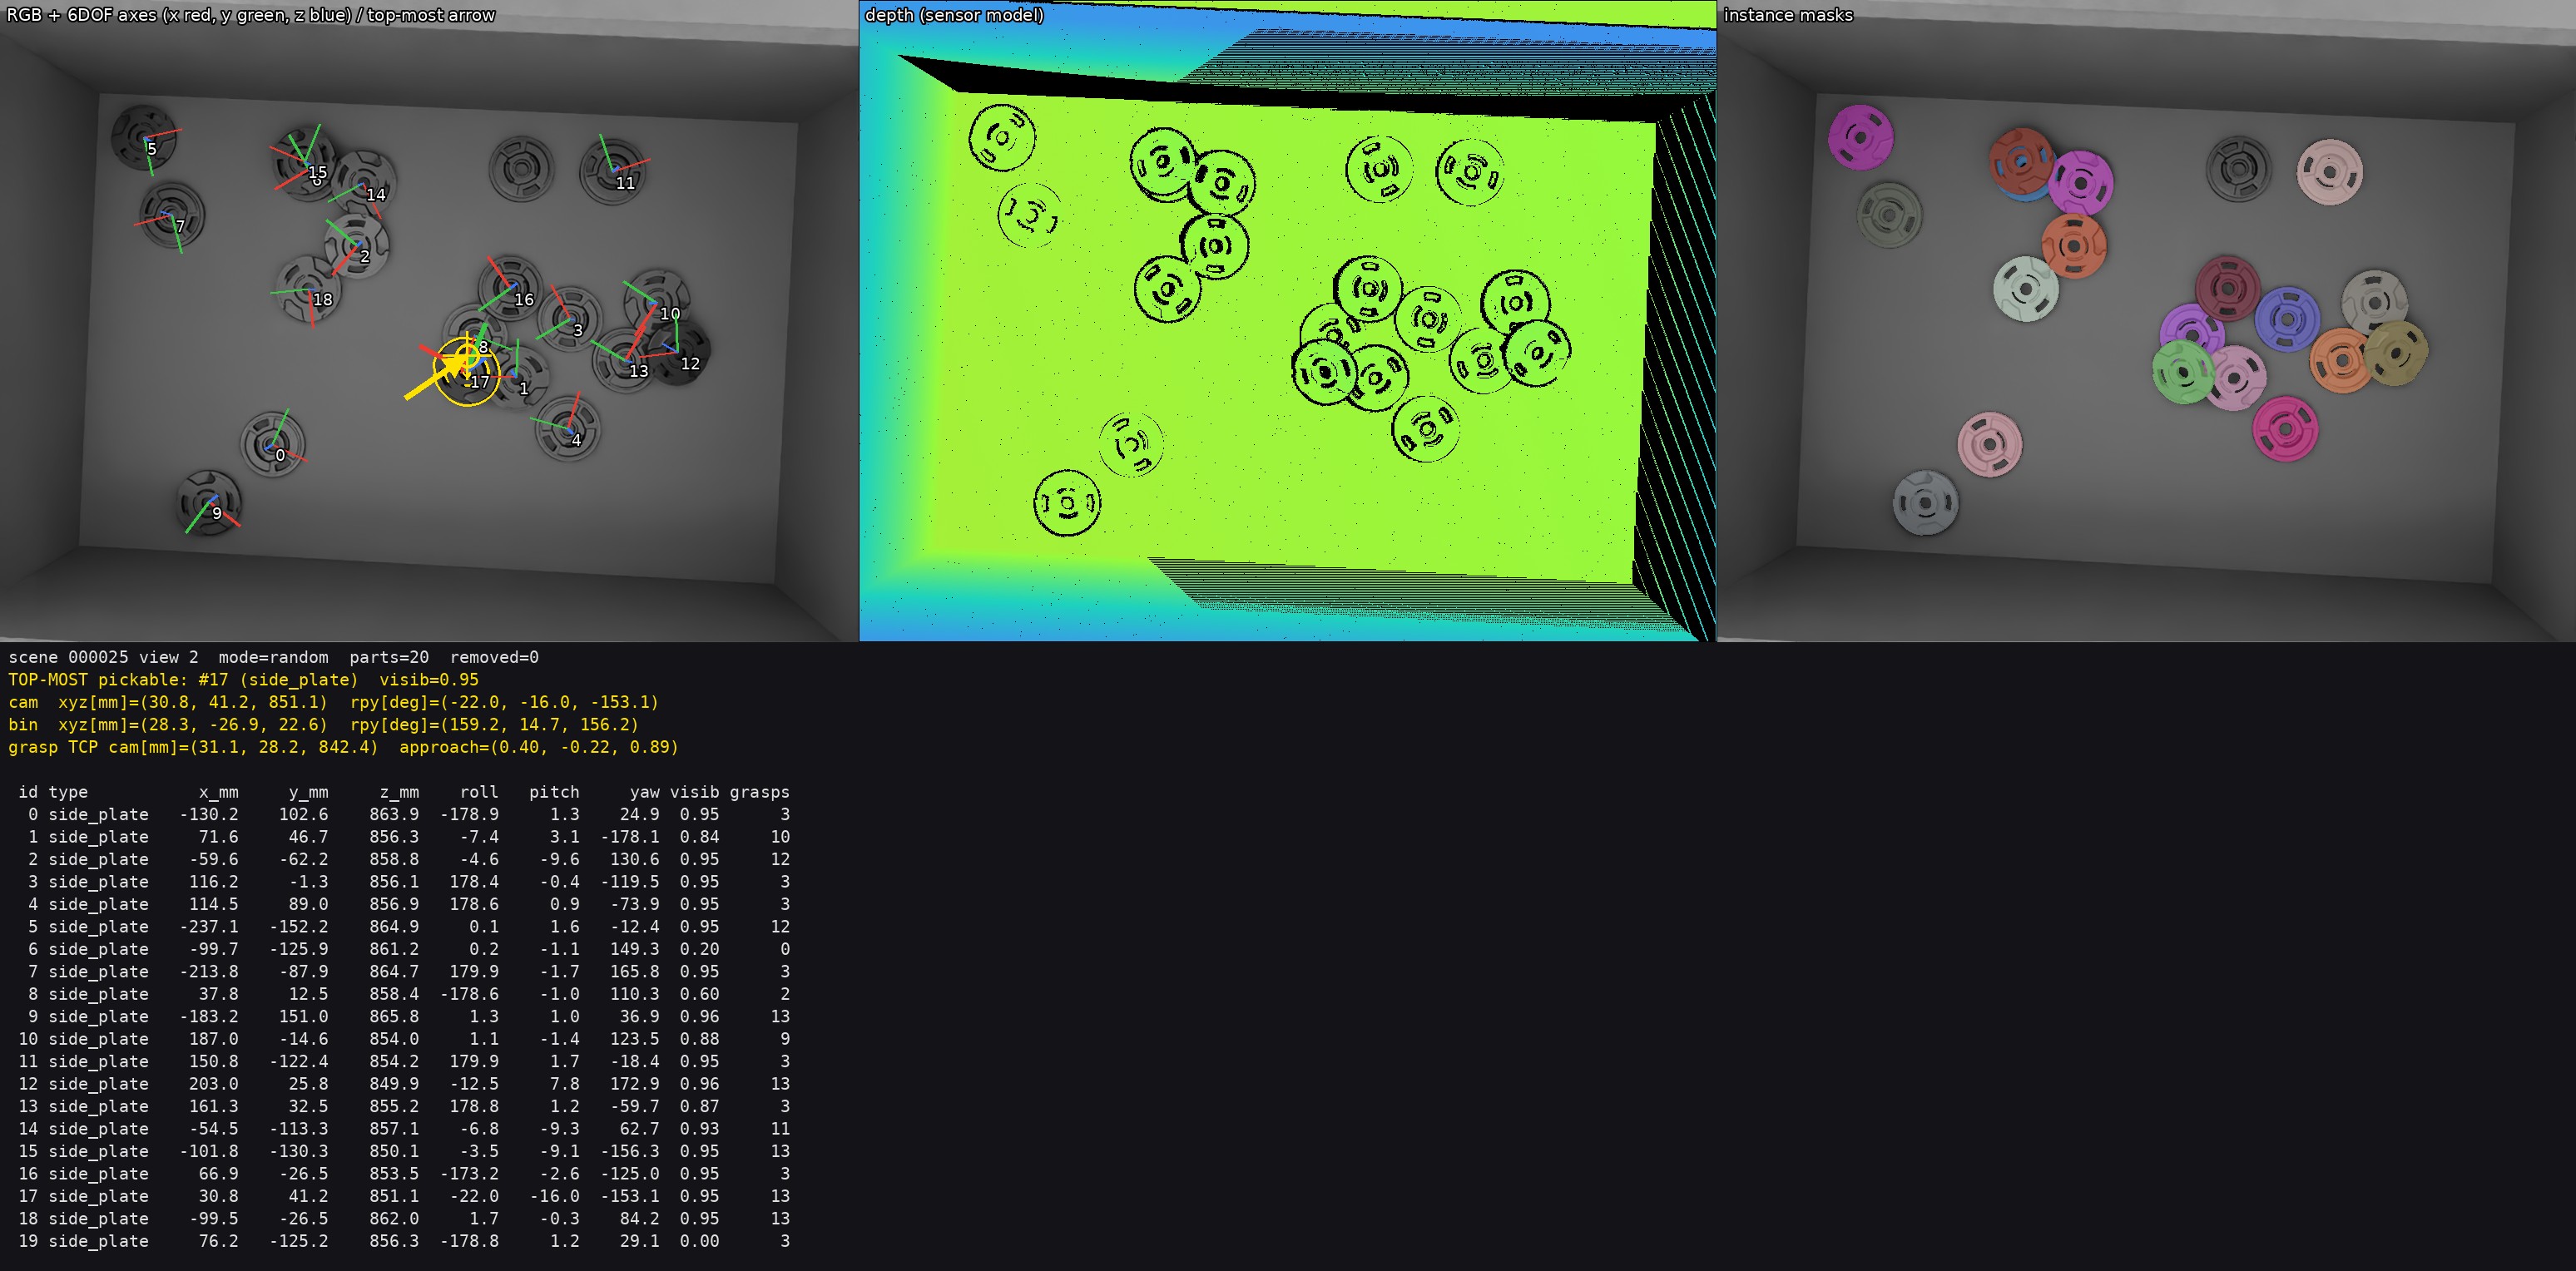 RGB + 6DOF axes (x red, y green, z blue) / top-most arrow
depth (sensor model)
instance masks
5
15
6
14
11
7
2
18
16
3
10
8
13
12
17
1
4
0
9
scene 000025 view 2 mode=random parts=20 removed=0
TOP-MOST pickable: #17 (side_plate) visib=0.95
cam xyz[mm]=(30.8, 41.2, 851.1) rpy[deg]=(-22.0, -16.0, -153.1)
bin xyz[mm]=(28.3, -26.9, 22.6) rpy[deg]=(159.2, 14.7, 156.2)
grasp TCP cam[mm]=(31.1, 28.2, 842.4) approach=(0.40, -0.22, 0.89)
id type x_mm y_mm z_mm roll pitch yaw visib grasps
0 side_plate -130.2 102.6 863.9 -178.9 1.3 24.9 0.95 3
1 side_plate 71.6 46.7 856.3 -7.4 3.1 -178.1 0.84 10
2 side_plate -59.6 -62.2 858.8 -4.6 -9.6 130.6 0.95 12
3 side_plate 116.2 -1.3 856.1 178.4 -0.4 -119.5 0.95 3
4 side_plate 114.5 89.0 856.9 178.6 0.9 -73.9 0.95 3
5 side_plate -237.1 -152.2 864.9 0.1 1.6 -12.4 0.95 12
6 side_plate -99.7 -125.9 861.2 0.2 -1.1 149.3 0.20 0
7 side_plate -213.8 -87.9 864.7 179.9 -1.7 165.8 0.95 3
8 side_plate 37.8 12.5 858.4 -178.6 -1.0 110.3 0.60 2
9 side_plate -183.2 151.0 865.8 1.3 1.0 36.9 0.96 13
10 side_plate 187.0 -14.6 854.0 1.1 -1.4 123.5 0.88 9
11 side_plate 150.8 -122.4 854.2 179.9 1.7 -18.4 0.95 3
12 side_plate 203.0 25.8 849.9 -12.5 7.8 172.9 0.96 13
13 side_plate 161.3 32.5 855.2 178.8 1.2 -59.7 0.87 3
14 side_plate -54.5 -113.3 857.1 -6.8 -9.3 62.7 0.93 11
15 side_plate -101.8 -130.3 850.1 -3.5 -9.1 -156.3 0.95 13
16 side_plate 66.9 -26.5 853.5 -173.2 -2.6 -125.0 0.95 3
17 side_plate 30.8 41.2 851.1 -22.0 -16.0 -153.1 0.95 13
18 side_plate -99.5 -26.5 862.0 1.7 -0.3 84.2 0.95 13
19 side_plate 76.2 -125.2 856.3 -178.8 1.2 29.1 0.00 3